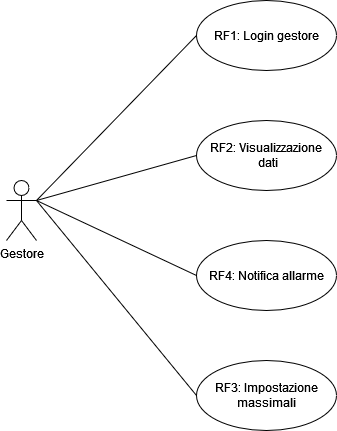 RF1: Login gestore
RF2: Visualizzazione
dati
Gestore
RF4: Notifica allarme
RF3: Impostazione
massimali